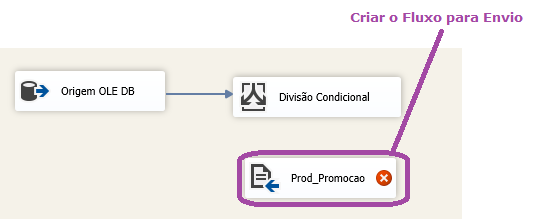 Criar o Fluxo para Envio
Origem OLE DB
Divisão Condicional
Prod_Promocao